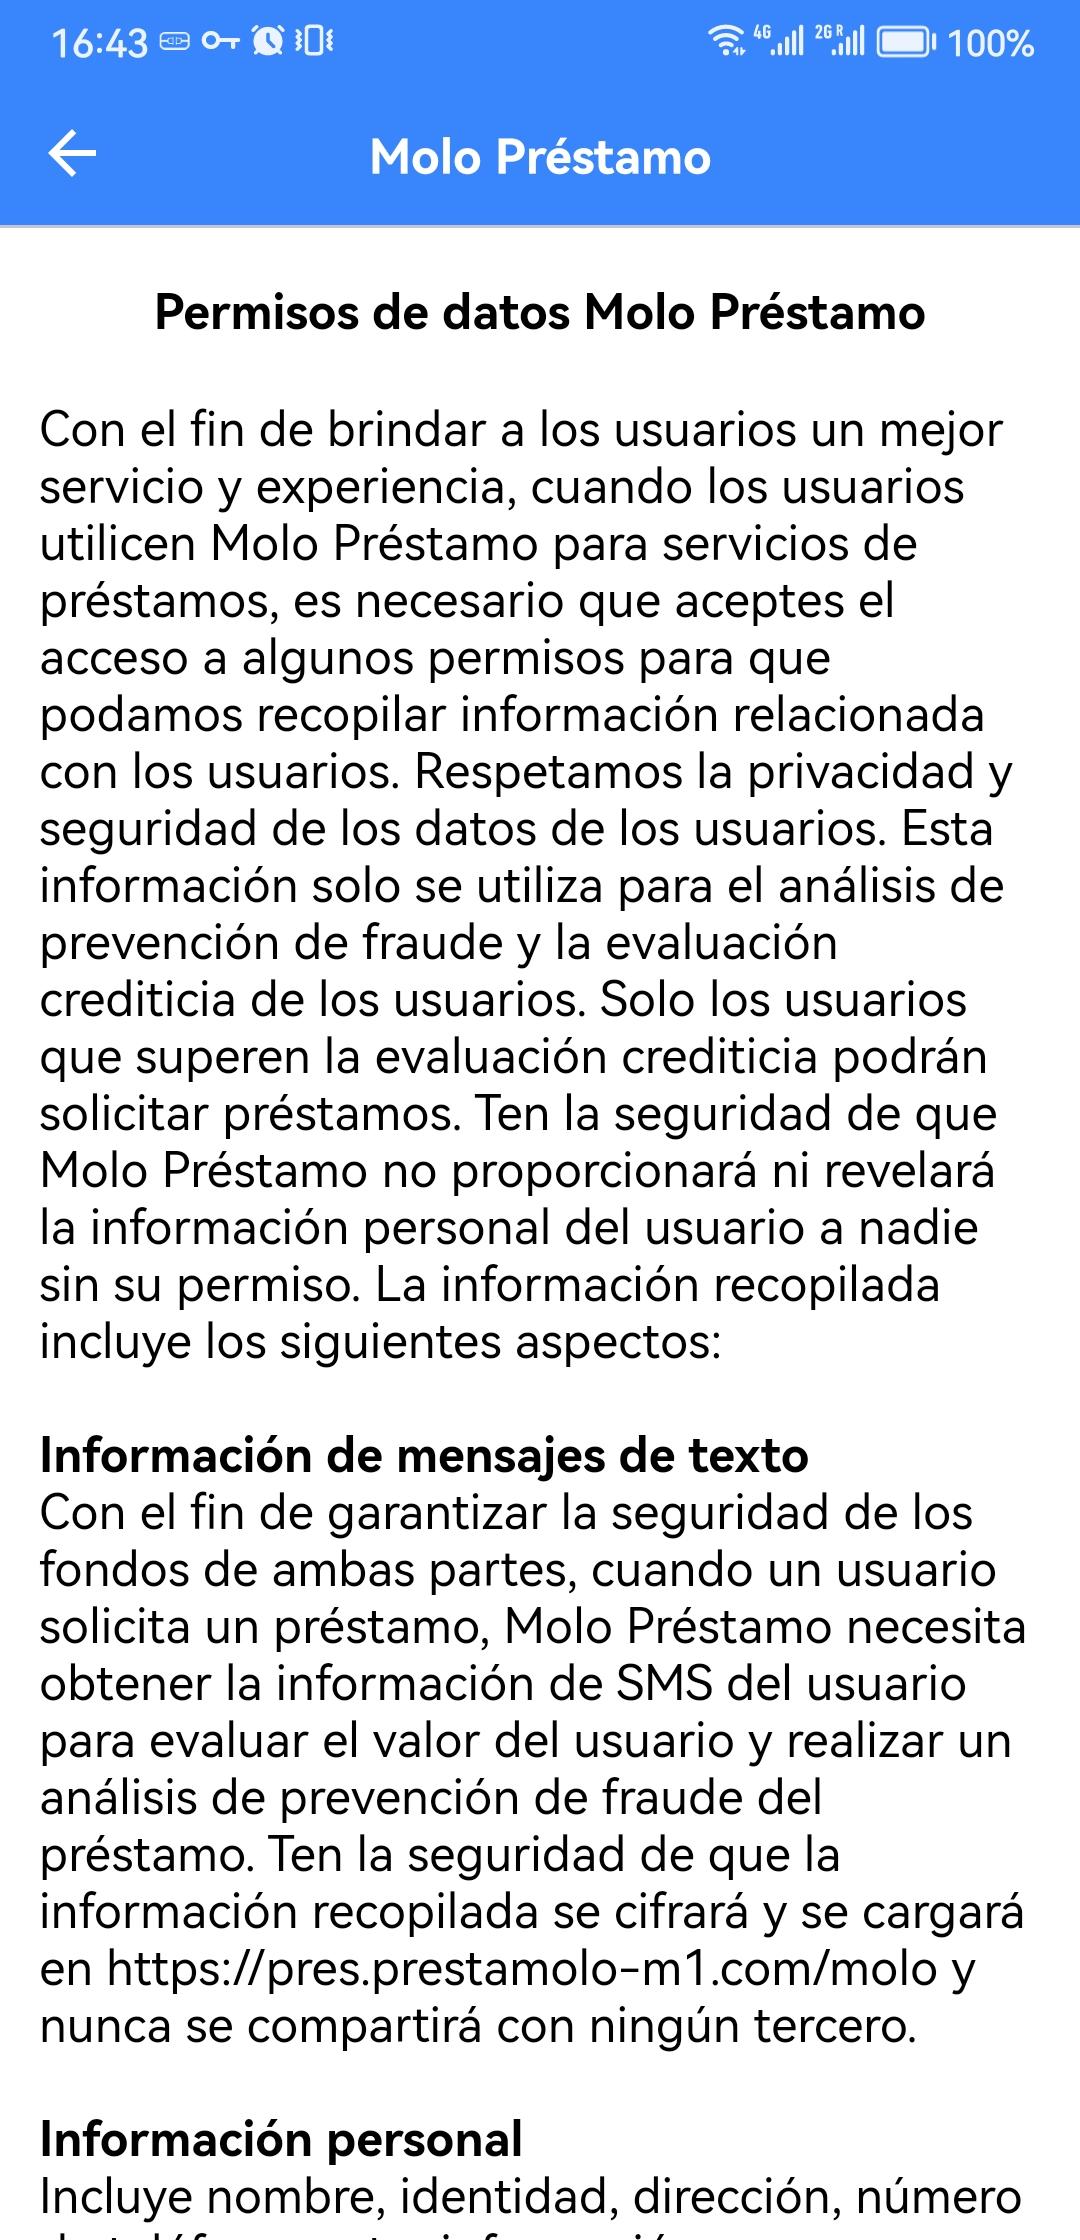 16:43
4G
2G R
100%
Molo Préstamo
Permisos de datos Molo Préstamo
Con el fin de brindar a los usuarios un mejor
servicio y experiencia, cuando los usuarios
utilicen Molo Préstamo para servicios de
préstamos, es necesario que aceptes el
acceso a algunos permisos para que
podamos recopilar información relacionada
con los usuarios. Respetamos la privacidad y
seguridad de los datos de los usuarios. Esta
información solo se utiliza para el análisis de
prevención de fraude y la evaluación
crediticia de los usuarios. Solo los usuarios
que superen la evaluación crediticia podrán
solicitar préstamos. Ten la seguridad de que
Molo Préstamo no proporcionará ni revelará
la información personal del usuario a nadie
sin su permiso. La información recopilada
incluye los siguientes aspectos:
Información de mensajes de texto
Con el fin de garantizar la seguridad de los
fondos de ambas partes, cuando un usuario
solicita un préstamo, Molo Préstamo necesita
obtener la información de SMS del usuario
para evaluar el valor del usuario y realizar un
análisis de prevención de fraude del
préstamo. Ten la seguridad de que la
información recopilada se cifrará y se cargará
en https://pres.prestamolo-m1.com/molo y
nunca se compartirá con ningún tercero.
Información personal
Incluye nombre, identidad, dirección, número